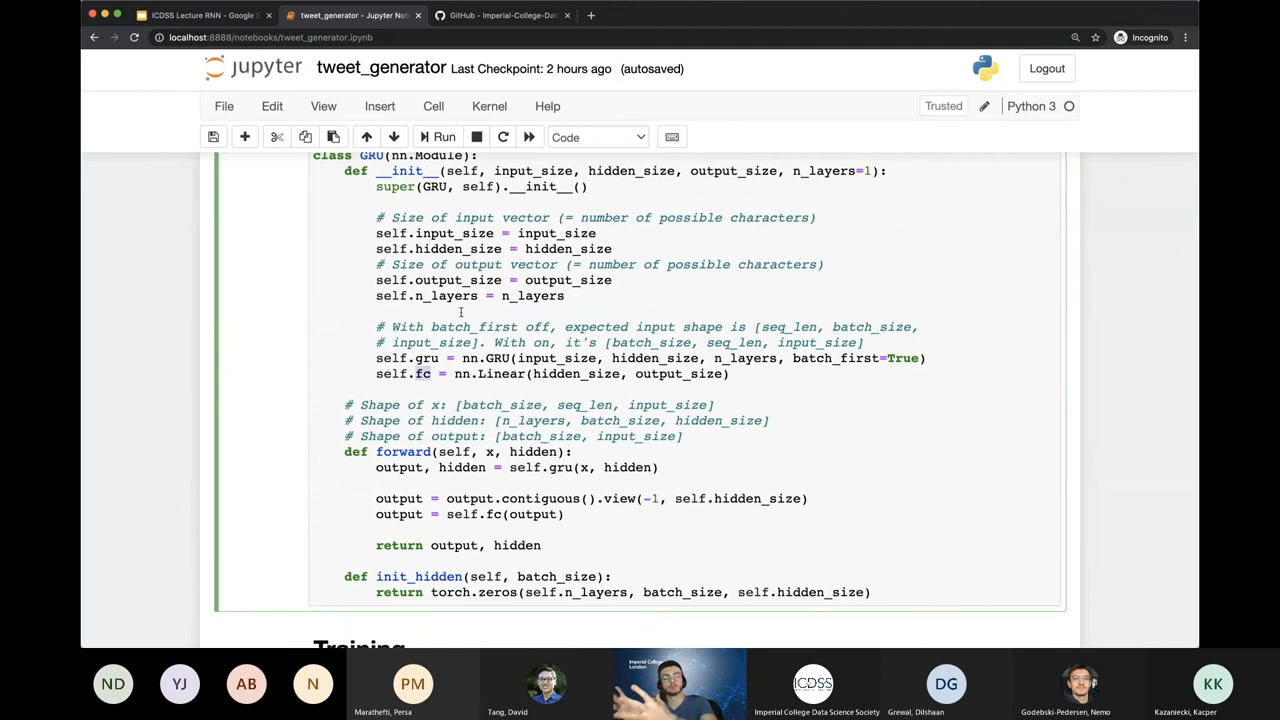 ICDSS Lecture RNN - Google S
tweet_generator - Jupyter Not
GitHub - Imperial-College-Dat
localhost:8888/notebooks/tweet_generator.ipynb
Incognito
jupyter tweet_generator Last Checkpoint: 2 hours ago (autosaved)
Logout
File Edit View Insert Cell Kernel Help
Trusted
Python 3
Run
Code
class GRU(nn.Module):
def __init__(self, input_size, hidden_size, output_size, n_layers=1):
super(GRU, self).__init__()
# Size of input vector (= number of possible characters)
self.input_size = input_size
self.hidden_size = hidden_size
# Size of output vector (= number of possible characters)
self.output_size = output_size
self.n_layers = n_layers
# With batch_first off, expected input shape is [seq_len, batch_size,
# input_size]. With on, it's [batch_size, seq_len, input_size]
self.gru = nn.GRU(input_size, hidden_size, n_layers, batch_first=True)
self.fc = nn.Linear(hidden_size, output_size)
# Shape of x: [batch_size, seq_len, input_size]
# Shape of hidden: [n_layers, batch_size, hidden_size]
# Shape of output: [batch_size, input_size]
def forward(self, x, hidden):
output, hidden = self.gru(x, hidden)
output = output.contiguous().view(-1, self.hidden_size)
output = self.fc(output)
return output, hidden
def init_hidden(self, batch_size):
return torch.zeros(self.n_layers, batch_size, self.hidden_size)
Training
ND
YJ
AB
N
PM
Marathefti, Persa
Tang, David
Imperial College
London
ICDSS
Imperial College Data Science Society
DG
Grewal, Dilshaan
Godebski-Pedersen, Nemo
KK
Kazaniecki, Kacper